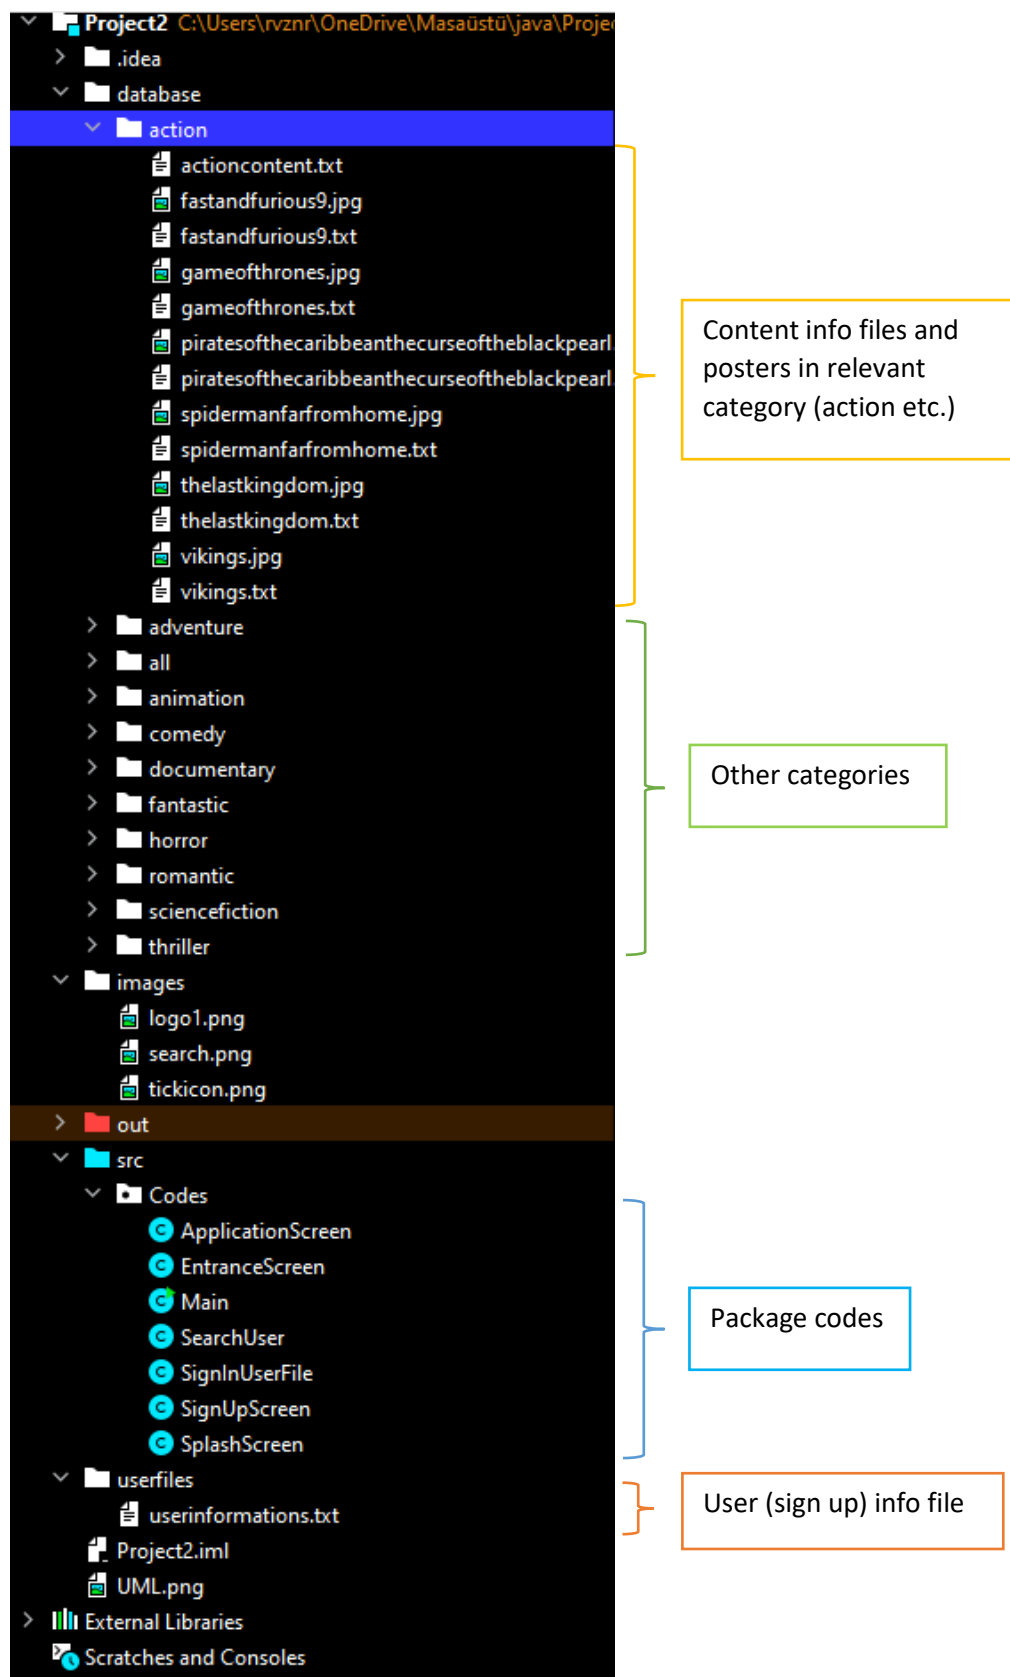 Project2 C:\Users\rvznr\OneDrive\Masaüstü\java\Projec
.idea
database
action
actioncontent.txt
fastandfurious9.jpg
fastandfurious9.txt
gameofthrones.jpg
gameofthrones.txt
piratesofthecaribbeanthecurseoftheblackpearl.
piratesofthecaribbeanthecurseoftheblackpearl.
spidermanfarfromhome.jpg
spidermanfarfromhome.txt
thelastkingdom.jpg
thelastkingdom.txt
vikings.jpg
vikings.txt
Content info files and
posters in relevant
category (action etc.)
adventure
all
animation
comedy
documentary
fantastic
horror
romantic
sciencefiction
thriller
Other categories
images
logo1.png
search.png
tickicon.png
out
src
Codes
ApplicationScreen
EntranceScreen
Main
SearchUser
SignInUserFile
SignUpScreen
SplashScreen
Package codes
userfiles
userinformations.txt
User (sign up) info file
Project2.iml
UML.png
External Libraries
Scratches and Consoles